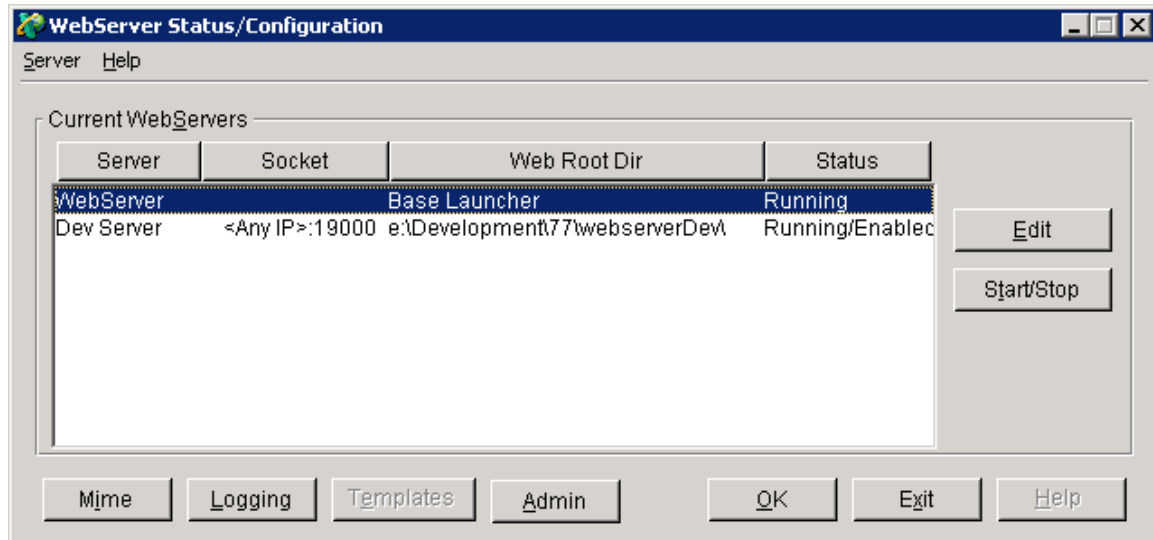 WebServer Status/Configuration
Server Help
Current WebServers
Server Socket Web Root Dir Status
WebServer Base Launcher Running
Dev Server <Any IP>:19000 e:\Development\77\webserverDev\ Running/Enabled
Edit
Start/Stop
Mime Logging Templates Admin OK Exit Help